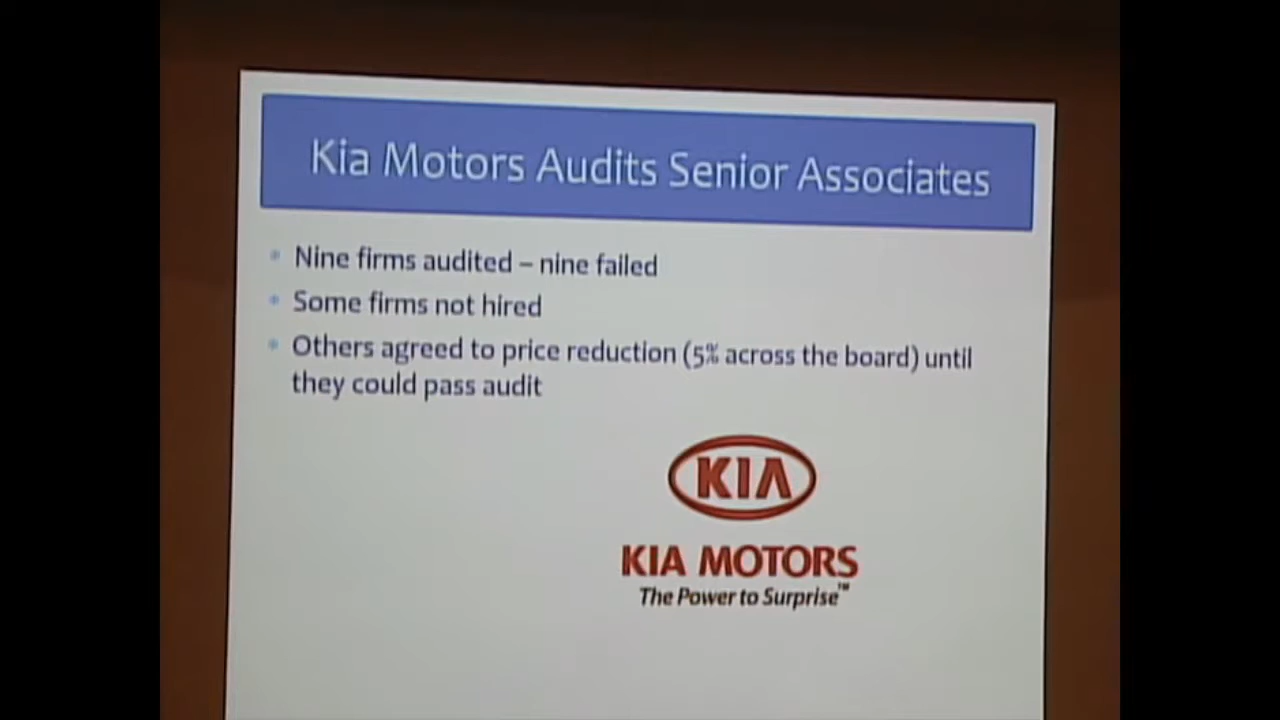 Kia Motors Audits Senior Associates
Nine firms audited – nine failed
Some firms not hired
Others agreed to price reduction (5% across the board) until
they could pass audit
KIA
KIA MOTORS
The Power to Surprise™